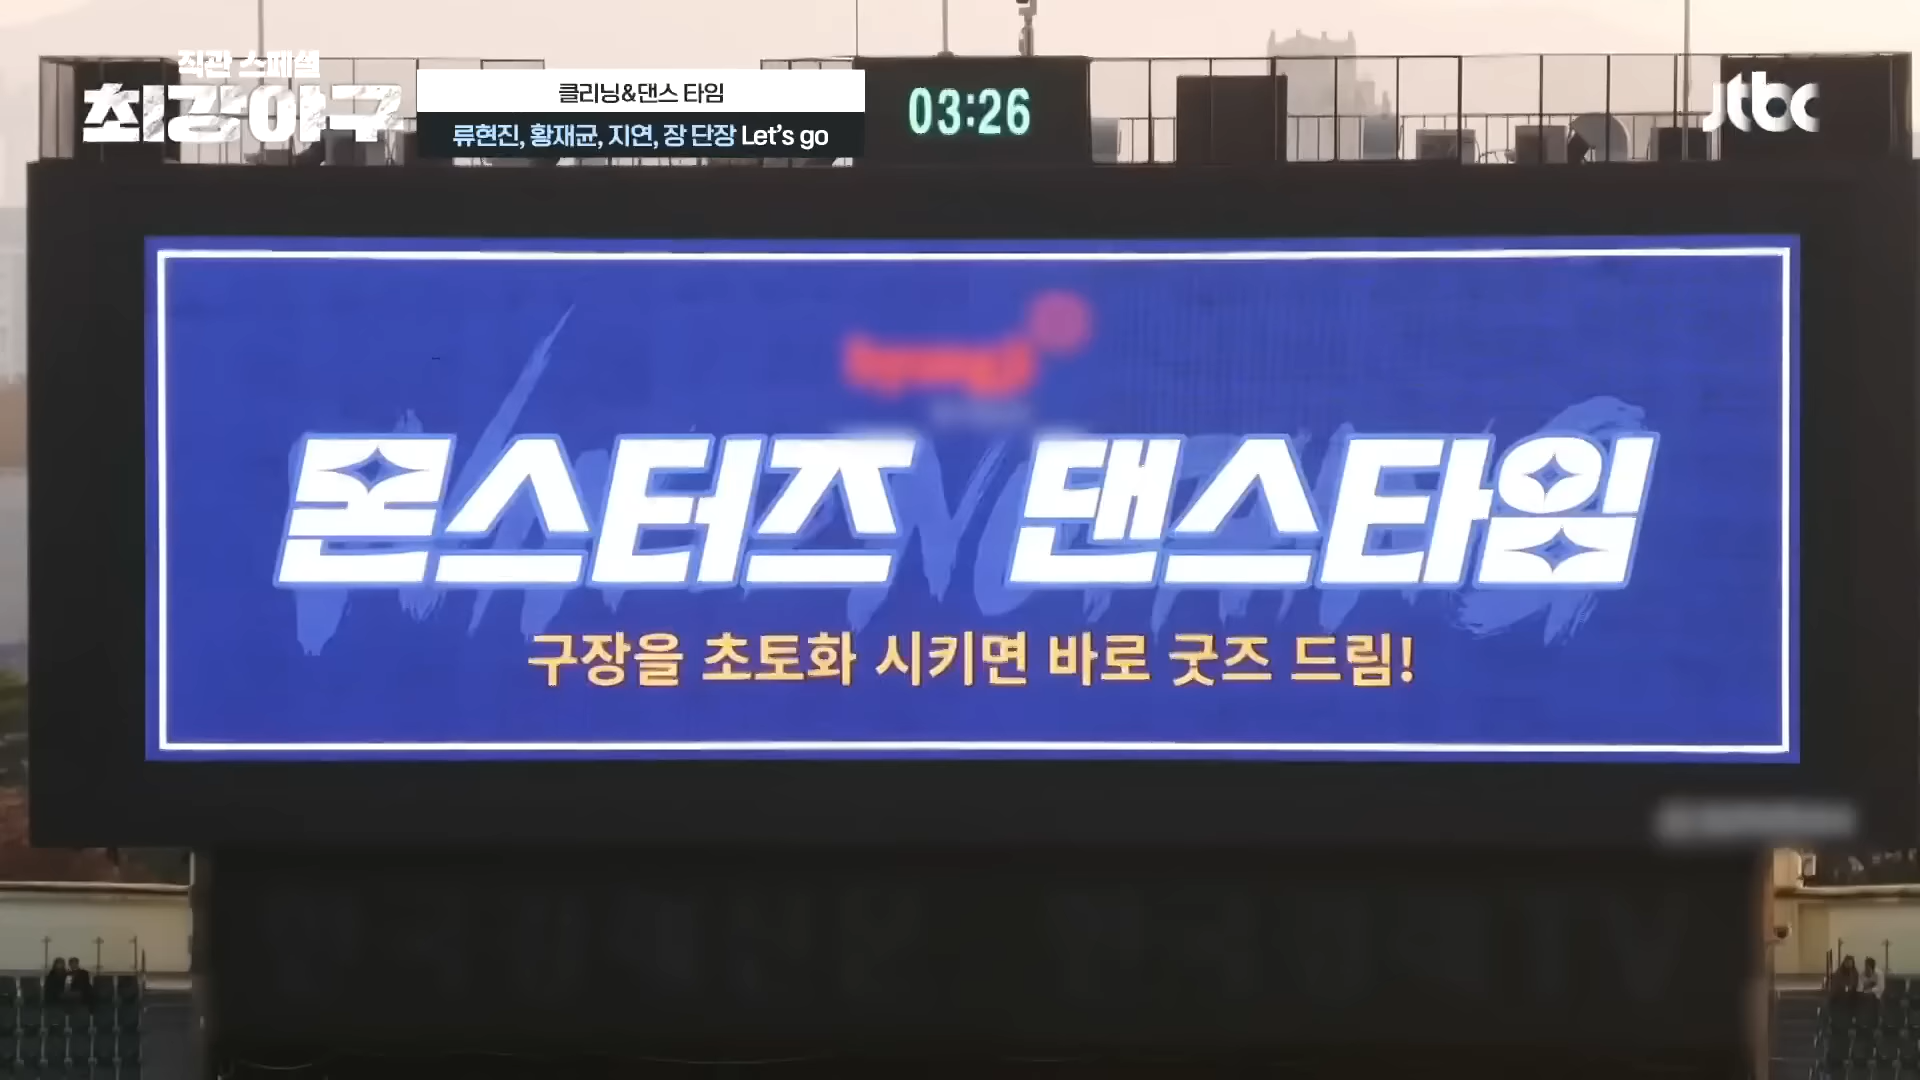 직관 스페셜
최강야구
클리닝&댄스 타임
류현진, 황재균, 지연, 장 단장 Let's go
03:26
jtbc
몬스터즈 댄스타임
구장을 초토화 시키면 바로 굿즈 드림!